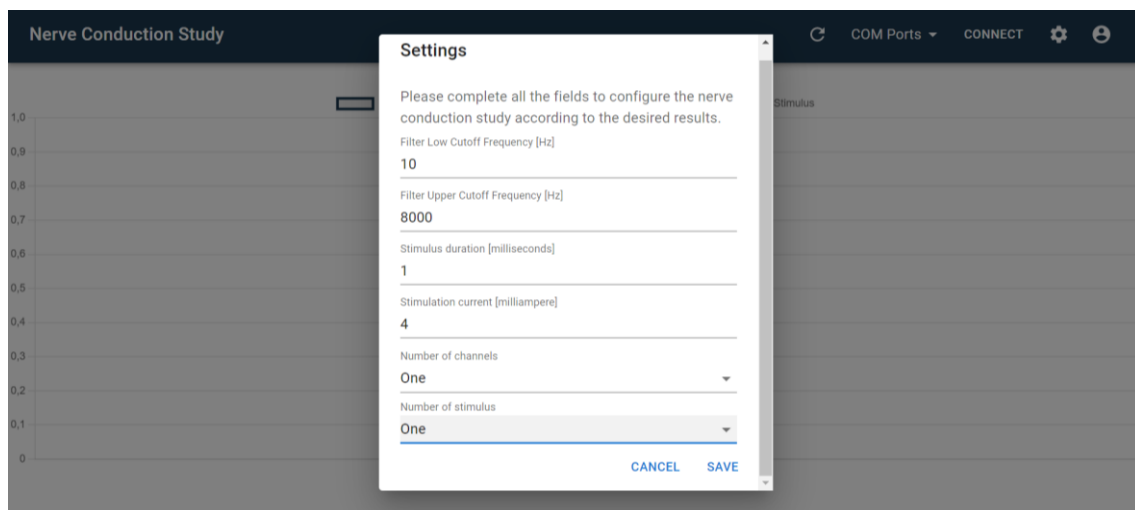 Nerve Conduction Study
COM Ports
CONNECT
Settings
Please complete all the fields to configure the nerve
conduction study according to the desired results.
Filter Low Cutoff Frequency [Hz]
10
Filter Upper Cutoff Frequency [Hz]
8000
Stimulus duration [milliseconds]
1
Stimulation current [milliampere]
4
Number of channels
One
Number of stimulus
One
CANCEL
SAVE
Stimulus
1,0
0,9
0,8
0,7
0,6
0,5
0,4
0,3
0,2
0,1
0